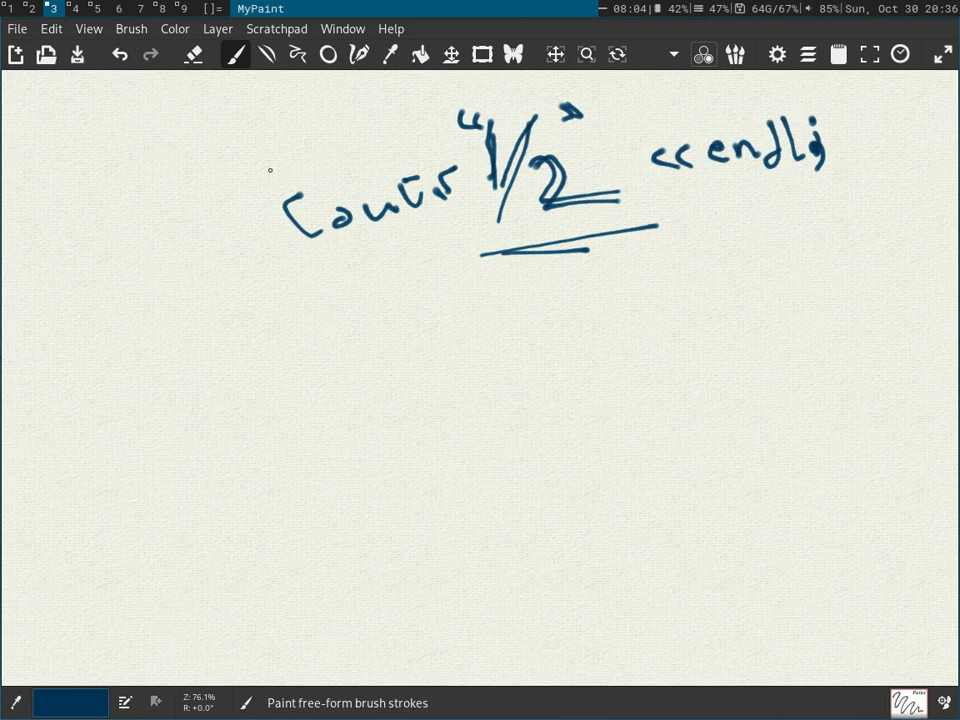 1 2 3 4 5 6 7 8 9 []= MyPaint 08:04 42% 47% 64G/67% 85% Sun, Oct 30 20:36
File Edit View Brush Color Layer Scratchpad Window Help
"1/2"
Z: 76.1%
R: +0.0°
Paint free-form brush strokes